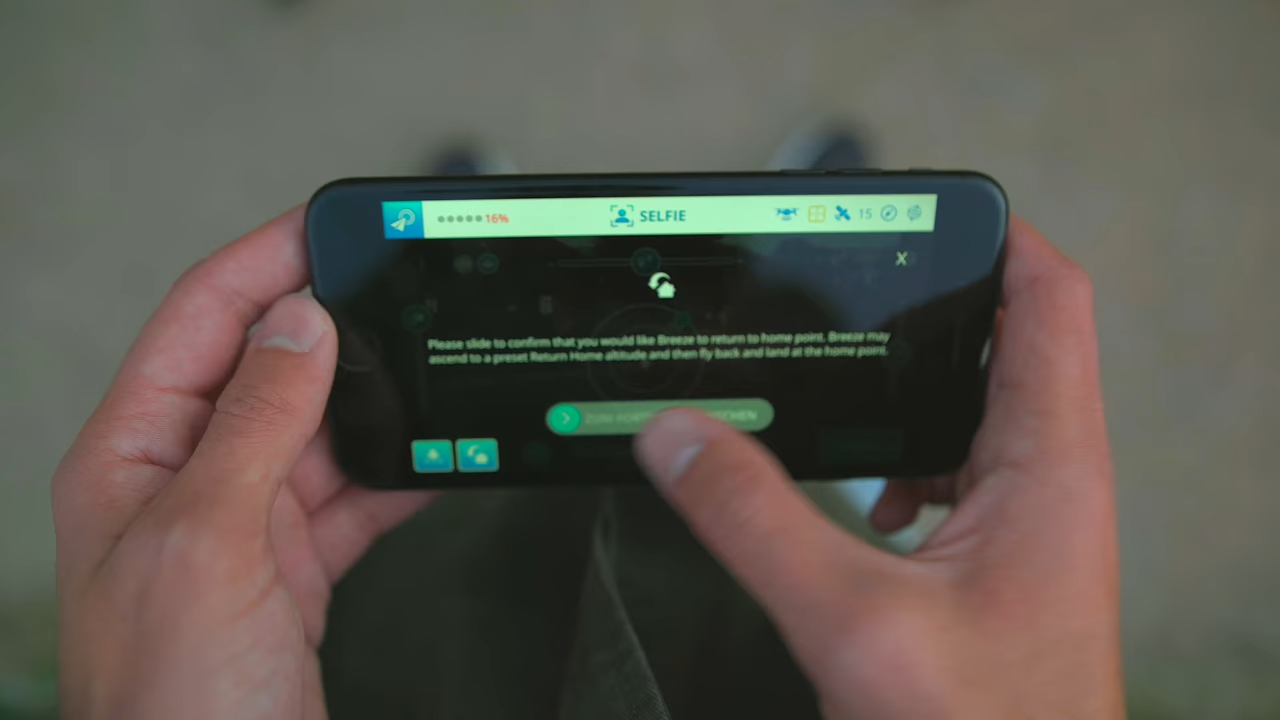 16%
SELFIE
15
X
Please slide to confirm that you would like Breeze to return to home point. Breeze may
ascend to a preset Return Home altitude and then fly back and land at the home point.
ZUM